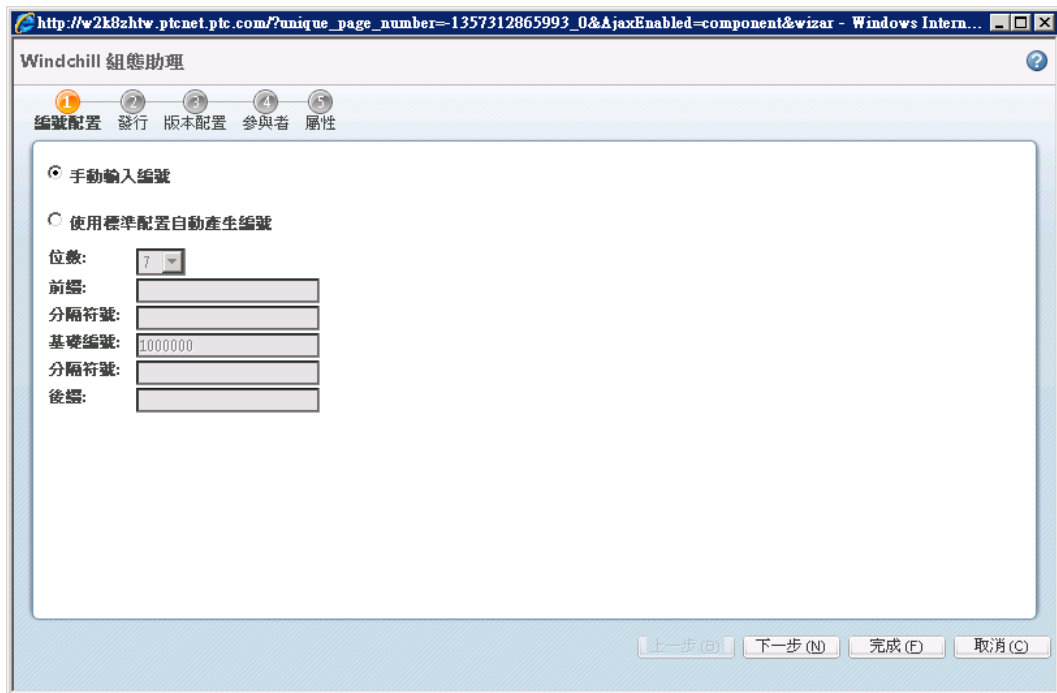 http://w2k8zhtw.ptcnet.ptc.com/?unique_page_number=-1357312865993_0&AjaxEnabled=component&wizar - Windows Intern...
Windchill 組態助理
?
1 2 3 4 5
編號配置 發行 版本配置 參與者 屬性
手動輸入編號
使用標準配置自動產生編號
位數: 7
前綴:
分隔符號:
基礎編號: 1000000
分隔符號:
後綴:
上一步(B) 下一步(N) 完成(F) 取消(C)